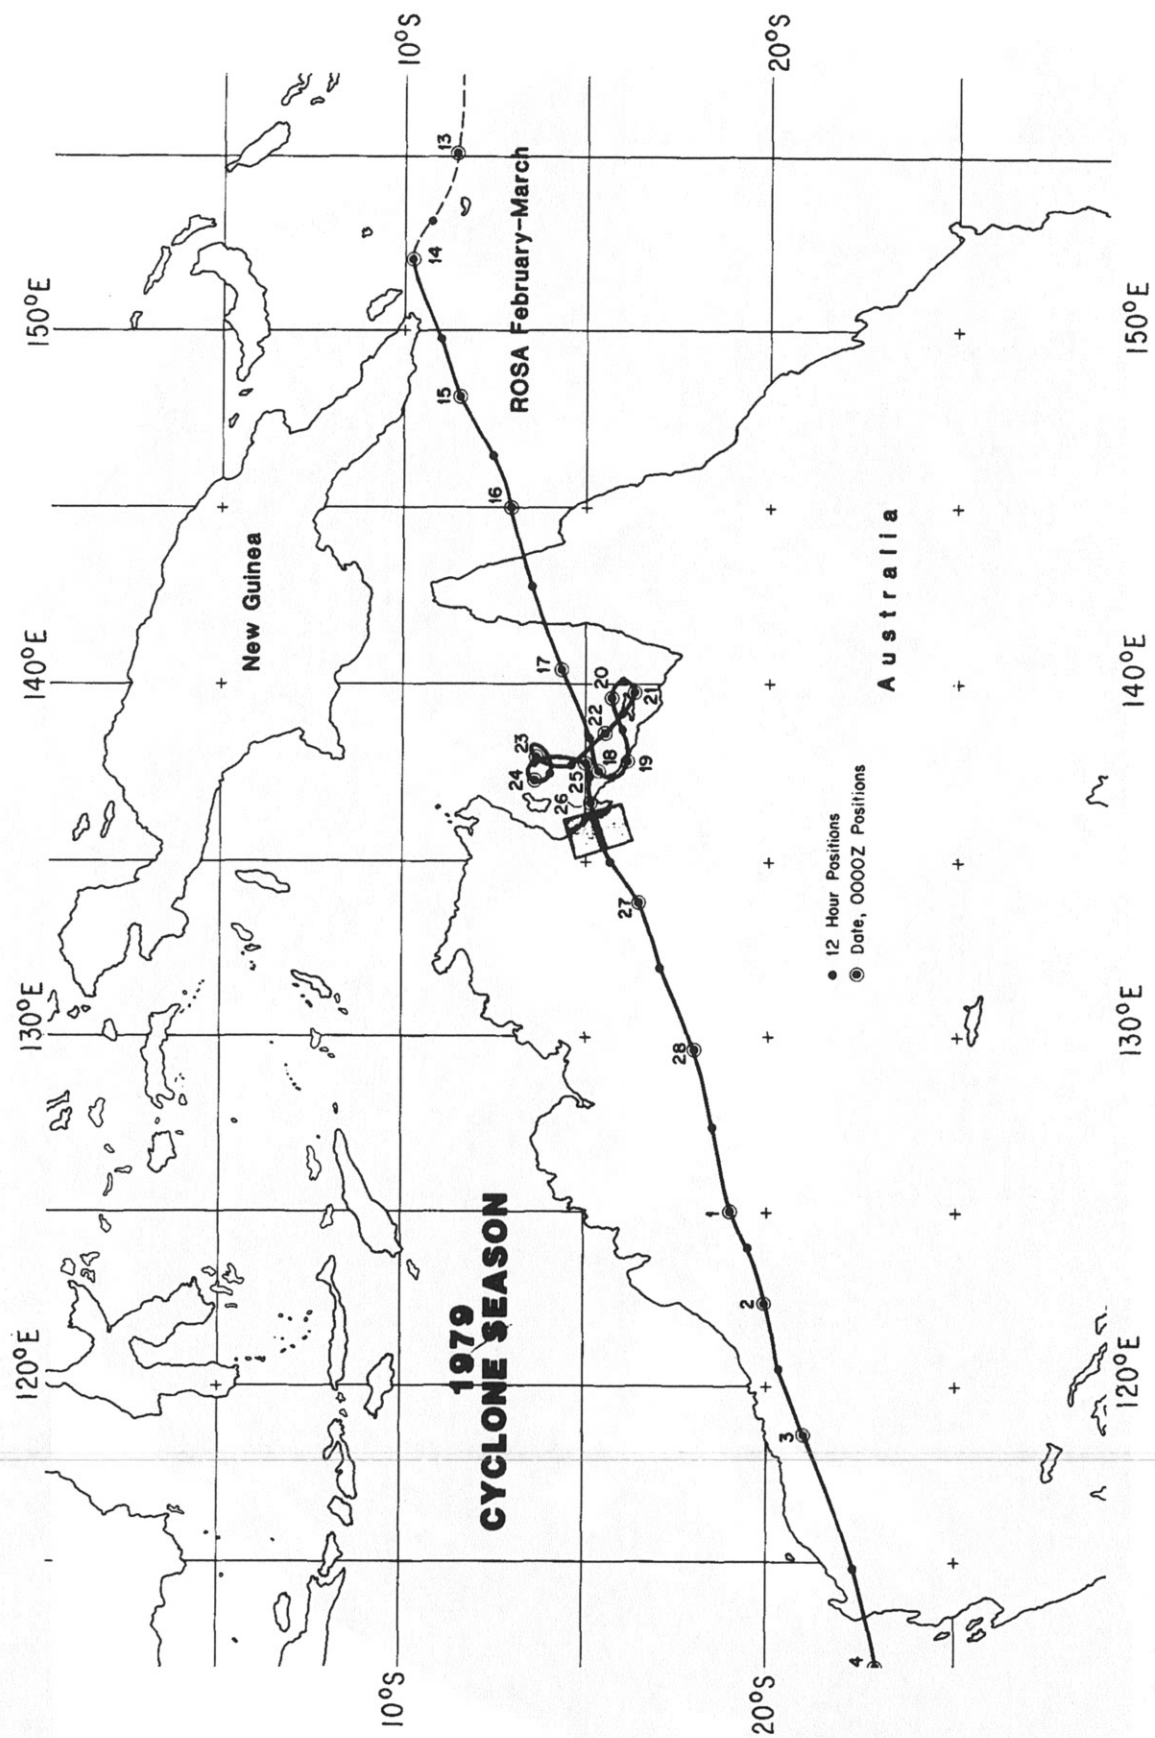 1979
CYCLONE SEASON
120°E
130°E
140°E
150°E
10°S
10°S
20°S
20°S
120°E
130°E
140°E
150°E
New Guinea
ROSA February-March
Australia
13
14
15
16
17
18
19
20
21
22
23
24
25
26
27
28
1
2
3
4
• 12 Hour Positions
◉ Date, 0000Z Positions